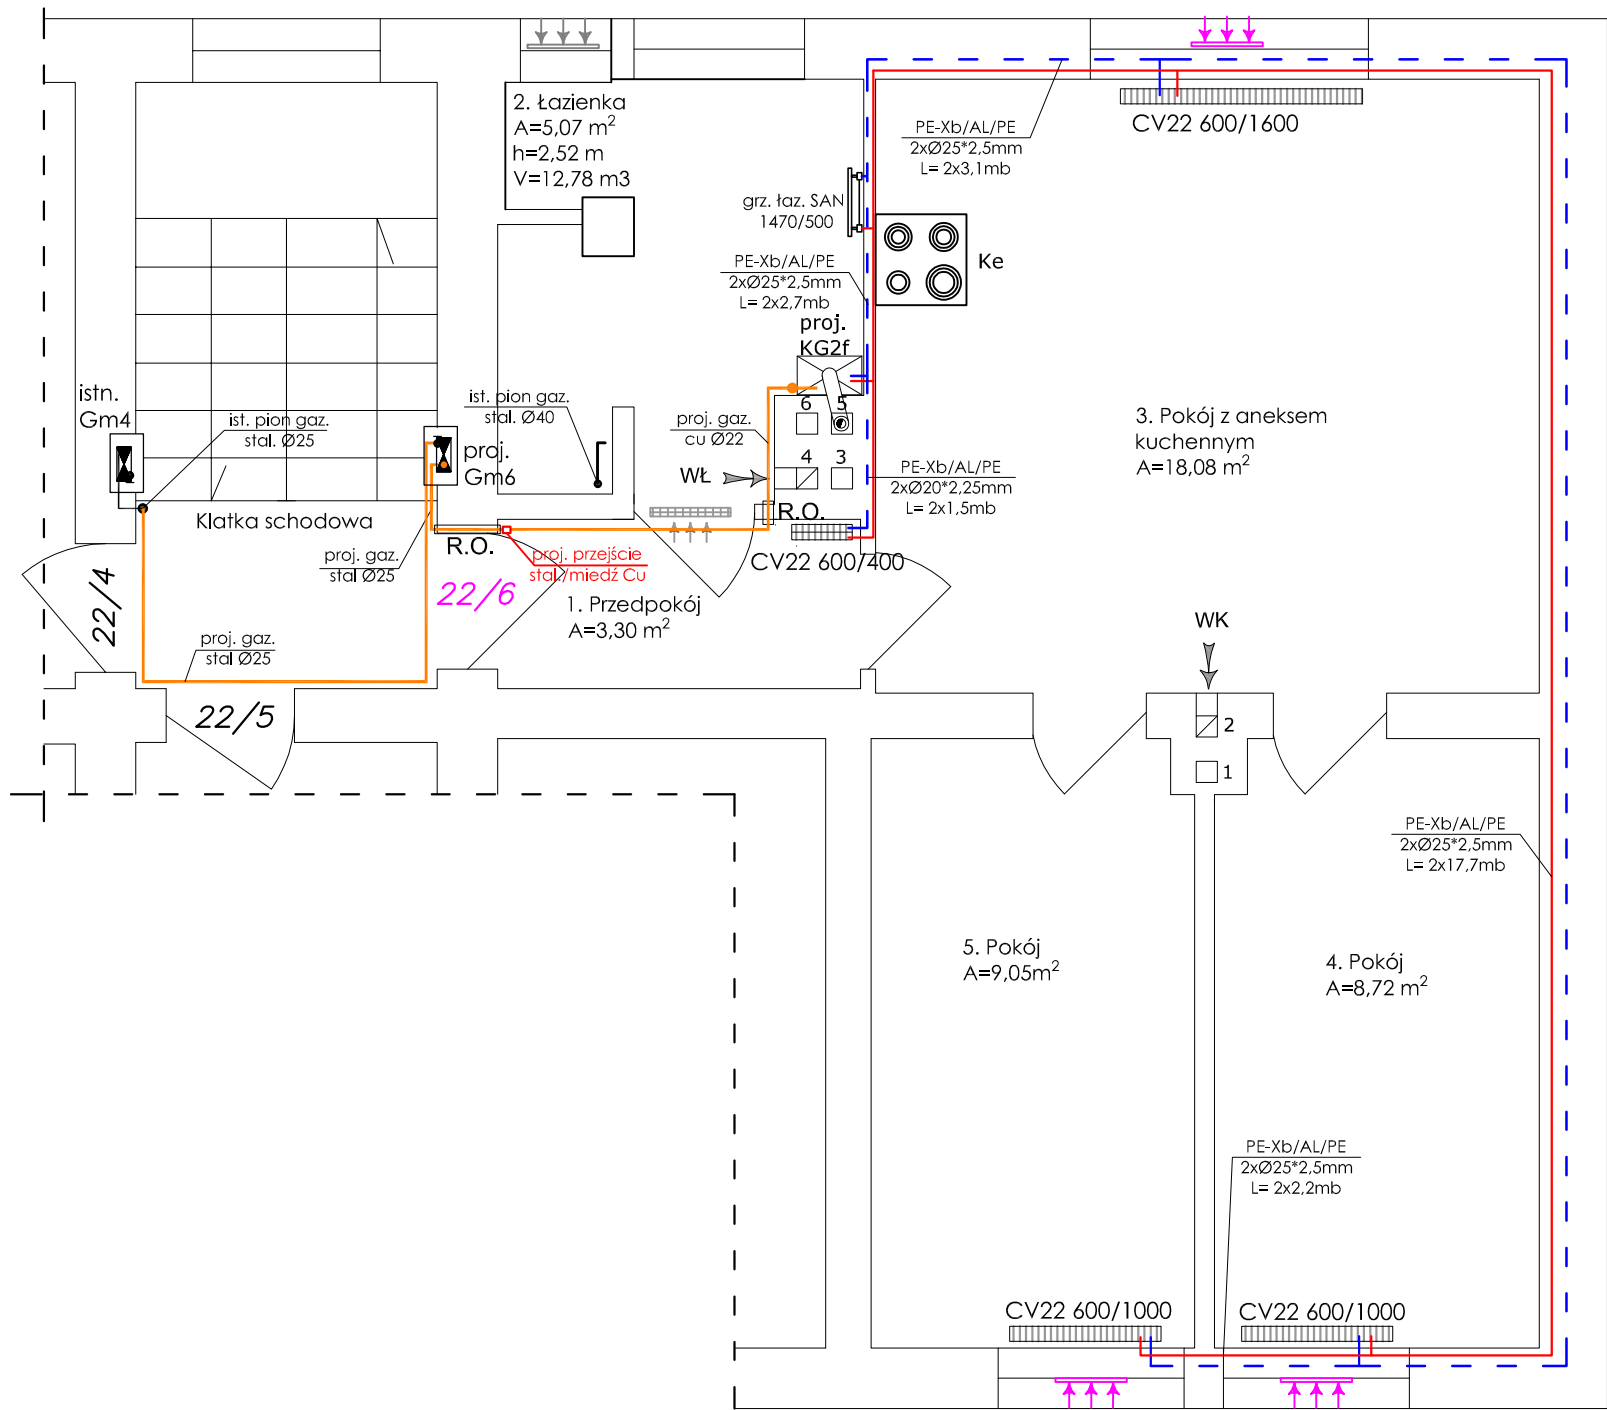 2. Łazienka
A=5,07 m²
h=2,52 m
V=12,78 m3
PE-Xb/AL/PE
2xØ25*2,5mm
L= 2x3,1mb
CV22 600/1600
grz. łaz. SAN
1470/500
Ke
PE-Xb/AL/PE
2xØ25*2,5mm
L= 2x2,7mb
proj.
KG2f
istn.
Gm4
ist. pion gaz.
stal. Ø25
ist. pion gaz.
stal. Ø40
proj.
Gm6
proj. gaz.
cu Ø22
6
5
4
3
WŁ
3. Pokój z aneksem
kuchennym
A=18,08 m²
PE-Xb/AL/PE
2xØ20*2,25mm
L= 2x1,5mb
Klatka schodowa
R.O.
R.O.
proj. gaz.
stal Ø25
proj. przejście
stal./miedź Cu
CV22 600/400
22/4
22/6
1. Przedpokój
A=3,30 m²
WK
proj. gaz.
stal Ø25
22/5
2
1
PE-Xb/AL/PE
2xØ25*2,5mm
L= 2x17,7mb
5. Pokój
A=9,05m²
4. Pokój
A=8,72 m²
PE-Xb/AL/PE
2xØ25*2,5mm
L= 2x2,2mb
CV22 600/1000
CV22 600/1000